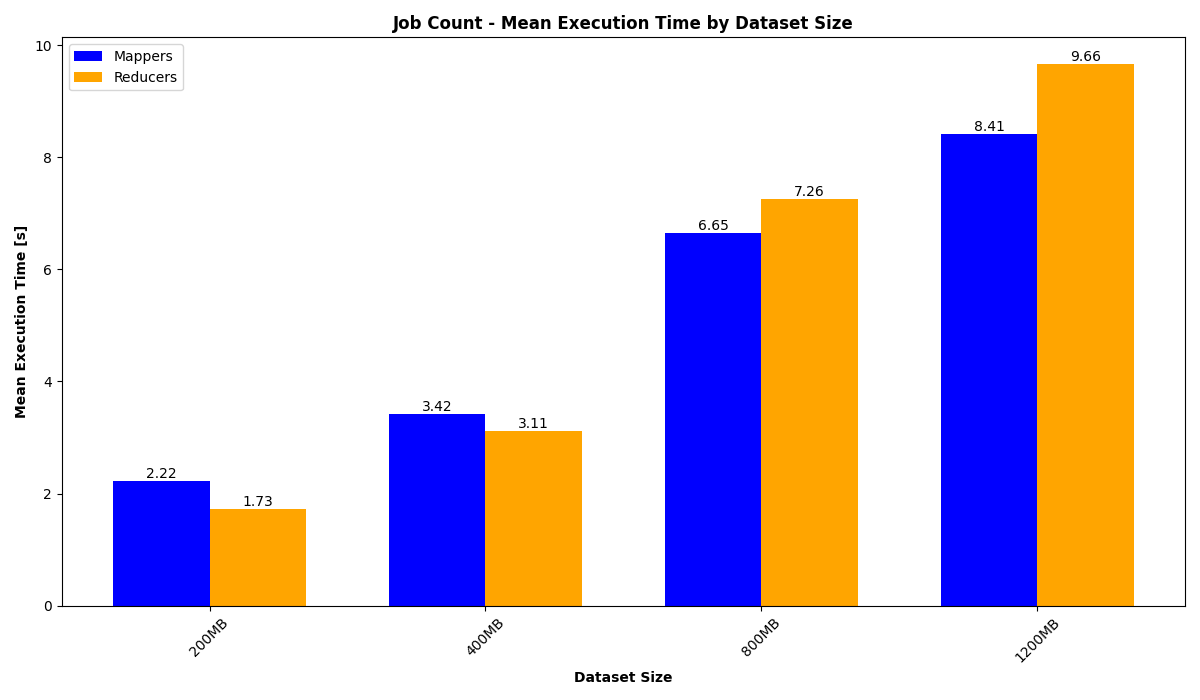 Job Count - Mean Execution Time by Dataset Size
Mappers
Reducers
Mean Execution Time [s]
10
8
6
4
2
0
2.22
1.73
3.42
3.11
6.65
7.26
8.41
9.66
200MB
400MB
800MB
1200MB
Dataset Size